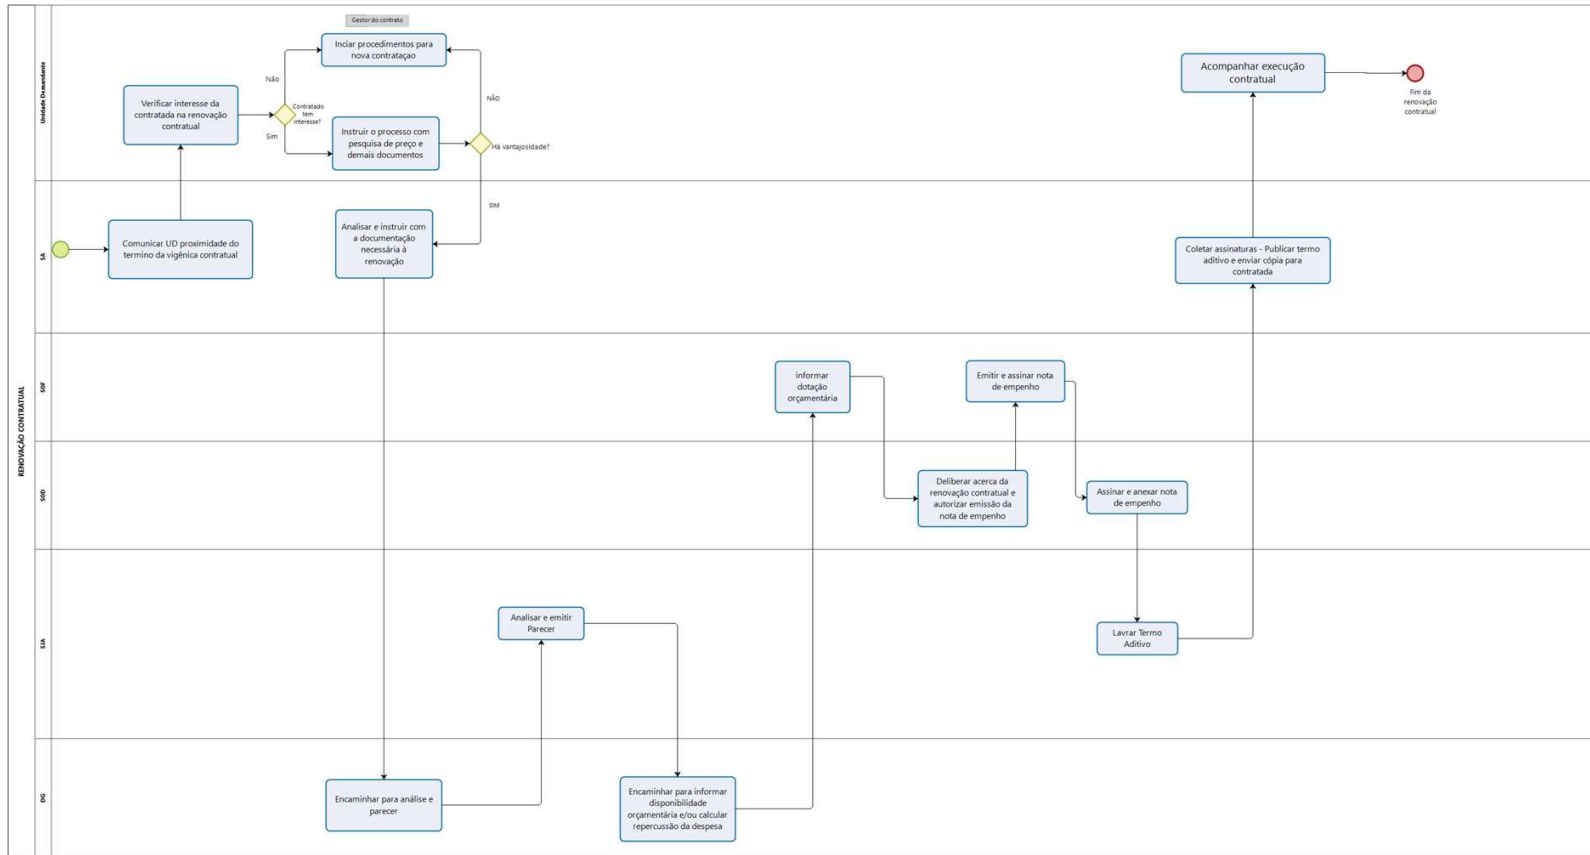 RENOVAÇÃO CONTRATUAL
Unidade Demandante
Gestor do contrato
Inciar procedimentos para
nova contrataçao
Verificar interesse da
contratada na renovação
contratual
Não
Contratado
tem
interesse?
Sim
Instruir o processo com
pesquisa de preço e
demais documentos
NÃO
Há vantajosidade?
Acompanhar execução
contratual
Fim da
renovação
contratual
SA
SIM
Comunicar UD proximidade do
termino da vigênica contratual
Analisar e instruir com
a documentação
necessária à
renovação
Coletar assinaturas - Publicar termo
aditivo e enviar cópia para
contratada
SOF
informar
dotação
orçamentária
Emitir e assinar nota
de empenho
SOD
Deliberar acerca da
renovação contratual e
autorizar emissão da
nota de empenho
Assinar e anexar nota
de empenho
SJA
Analisar e emitir
Parecer
Lavrar Termo
Aditivo
DG
Encaminhar para análise e
parecer
Encaminhar para informar
disponibilidade
orçamentária e/ou calcular
repercussão da despesa